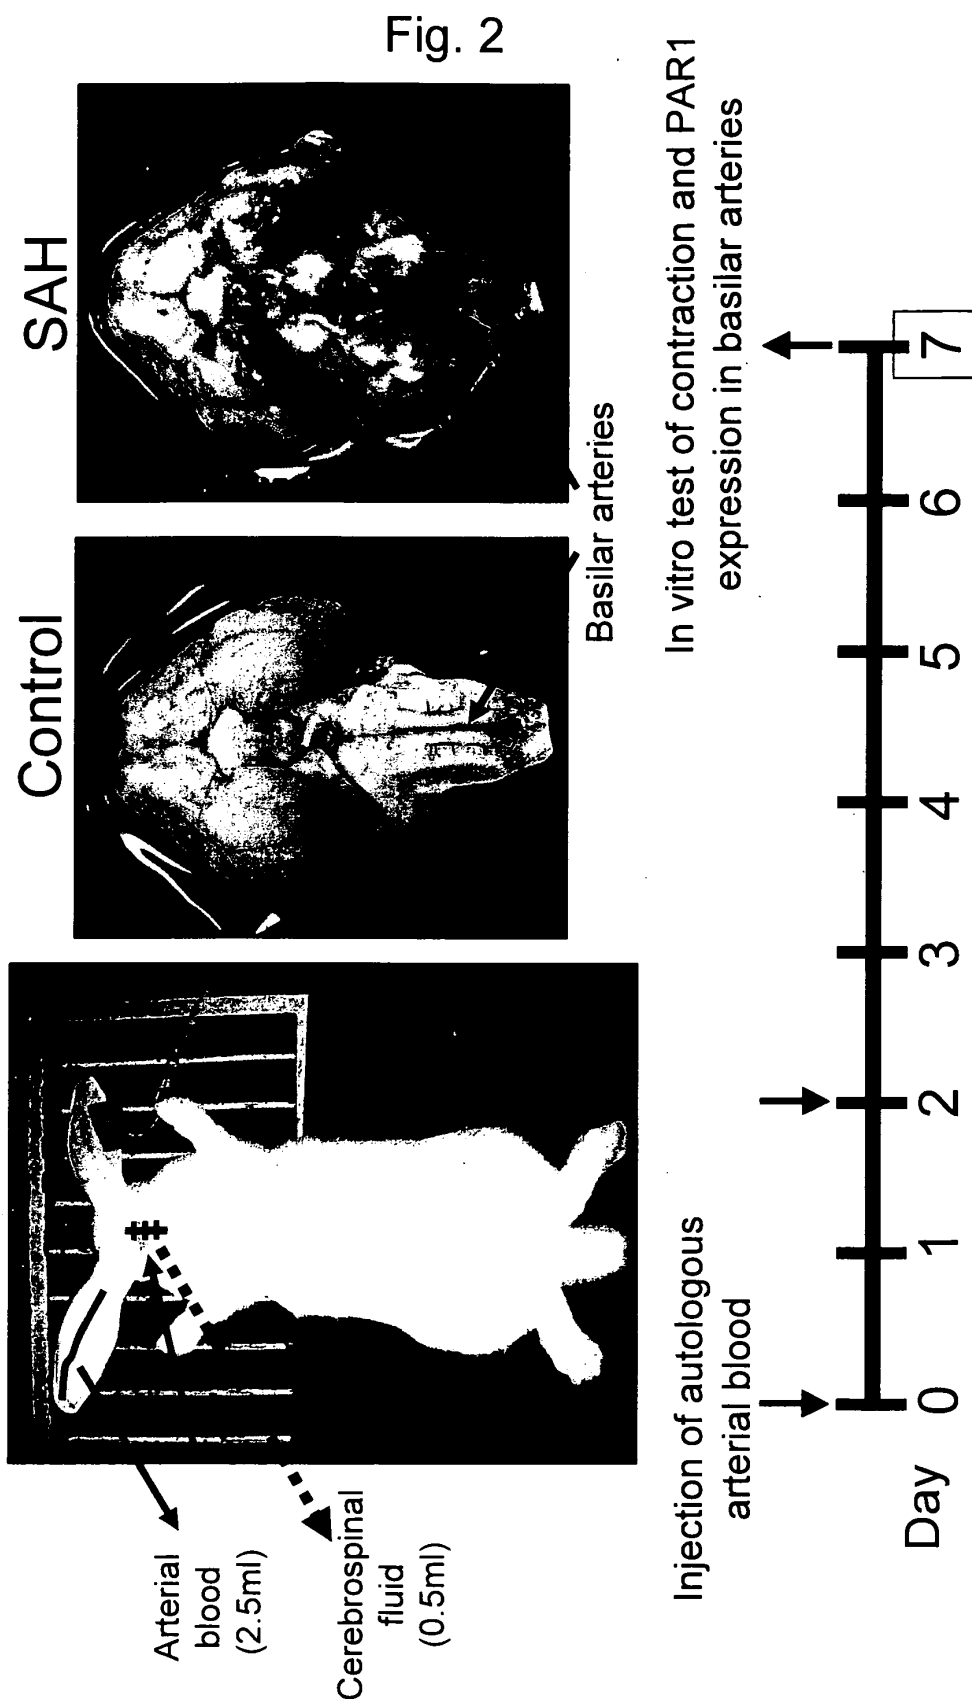 Fig. 2
Control
SAH
Arterial
blood
(2.5ml)
Cerebrospinal
fluid
(0.5ml)
Basilar arteries
Injection of autologous
arterial blood
In vitro test of contraction and PAR1
expression in basilar arteries
Day
0 1 2 3 4 5 6 7